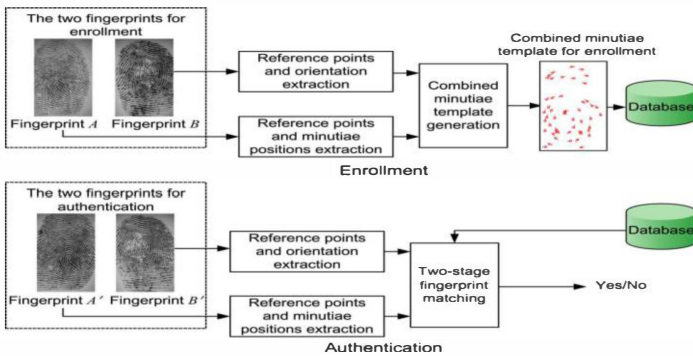 The two fingerprints for
enrollment
Fingerprint A
Fingerprint B
Reference points
and orientation
extraction
Reference points
and minutiae
positions extraction
Combined
minutiae
template
generation
Combined minutiae
template for enrollment
Database
Enrollment
The two fingerprints for
authentication
Fingerprint A'
Fingerprint B'
Reference points
and orientation
extraction
Reference points
and minutiae
positions extraction
Two-stage
fingerprint
matching
Database
Yes/No
Authentication